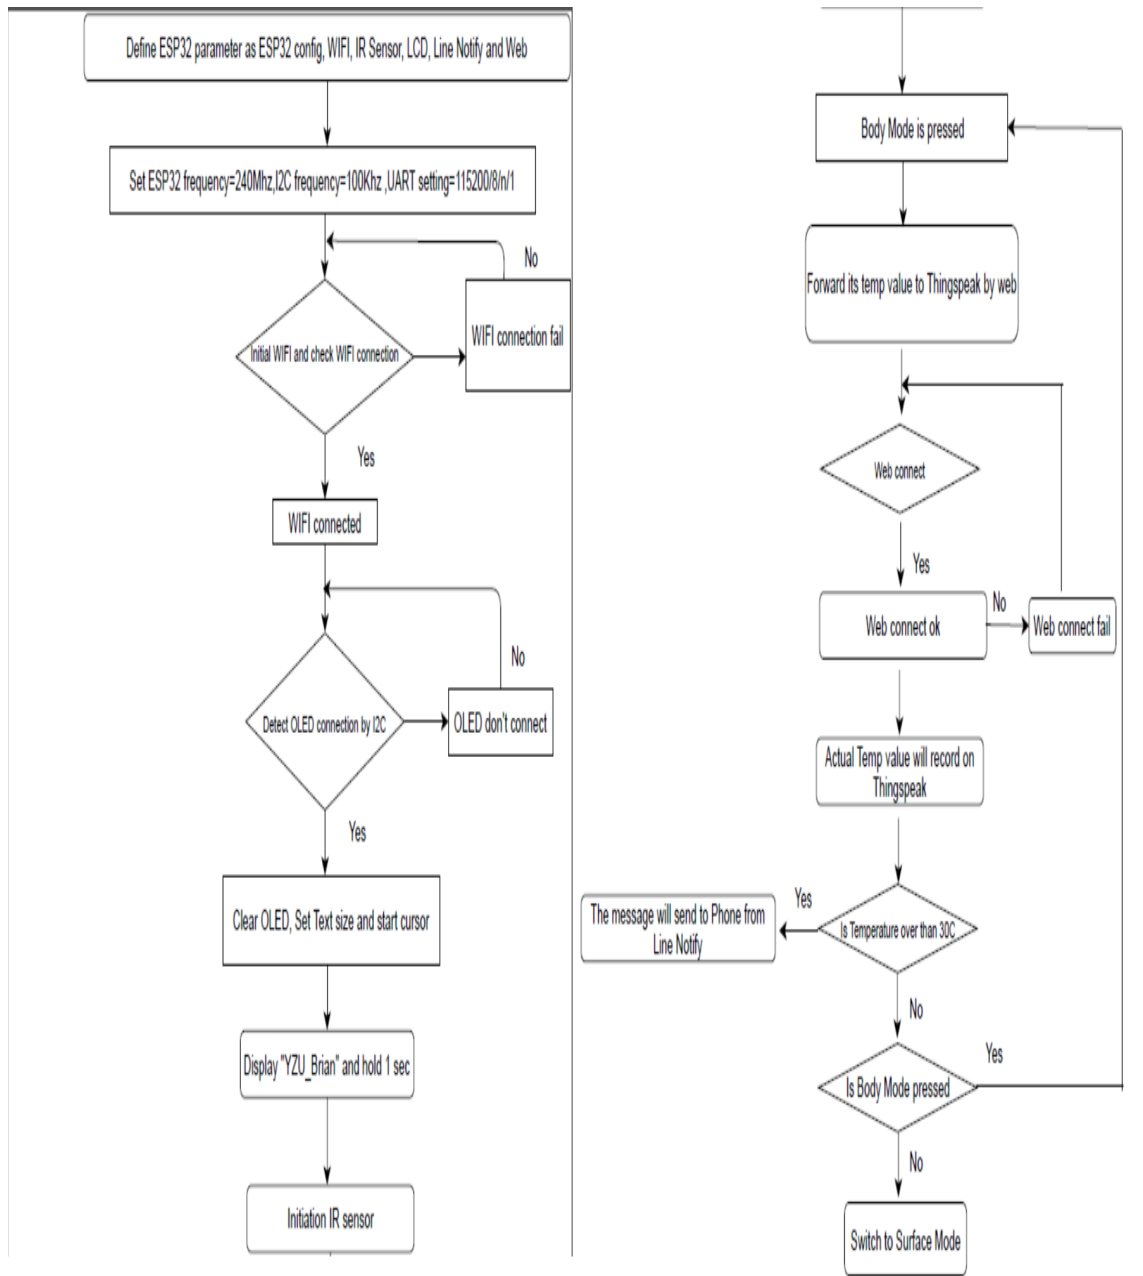 Define ESP32 parameter as ESP32 config, WIFI, IR Sensor, LCD, Line Notify and Web
Set ESP32 frequency=240Mhz,I2C frequency=100Khz ,UART setting=115200/8/n/1
No
WIFI connection fail
Initial WIFI and check WIFI connection
Yes
WIFI connected
No
Detect OLED connection by I2C
OLED don't connect
Yes
Clear OLED, Set Text size and start cursor
Display "YZU_Brian" and hold 1 sec
Initiation IR sensor
Body Mode is pressed
Forward its temp value to Thingspeak by web
Web connect
Yes
Web connect ok
No
Web connect fail
Actual Temp value will record on
Thingspeak
Yes
The message will send to Phone from
Line Notify
Is Temperature over than 30C
No
Yes
Is Body Mode pressed
No
Switch to Surface Mode